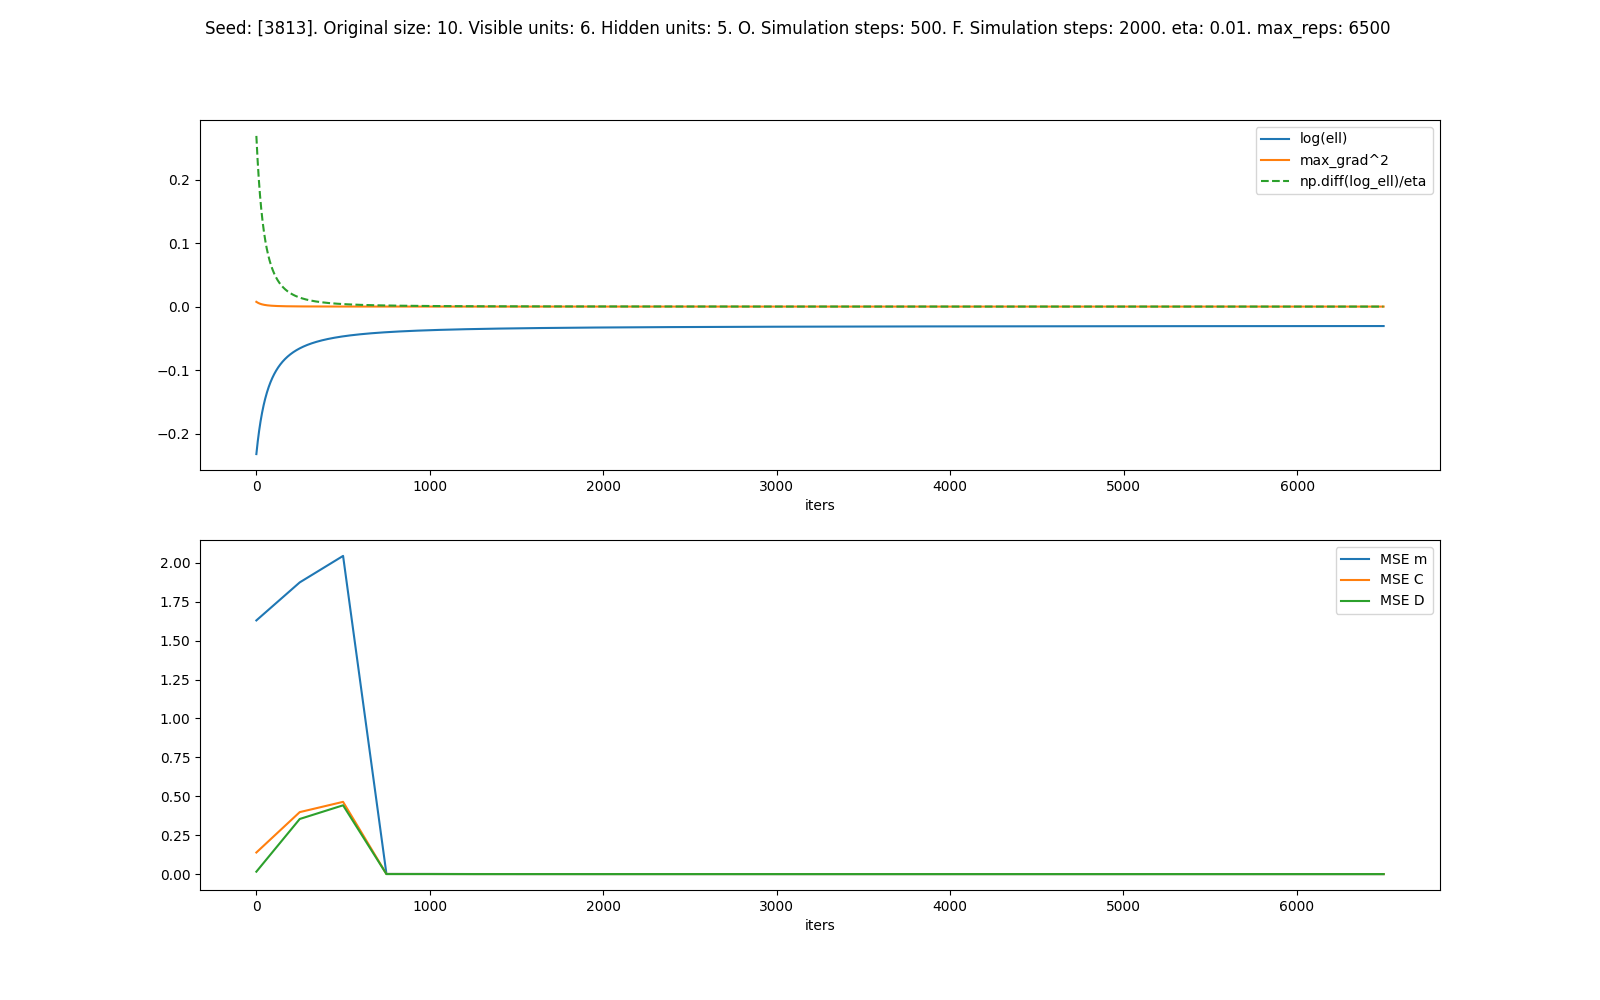 Seed: [3813]. Original size: 10. Visible units: 6. Hidden units: 5. O. Simulation steps: 500. F. Simulation steps: 2000. eta: 0.01. max_reps: 6500
log(ell)
max_grad^2
np.diff(log_ell)/eta
0.2
0.1
0.0
−0.1
−0.2
0 1000 2000 3000 4000 5000 6000
iters
MSE m
MSE C
MSE D
2.00
1.75
1.50
1.25
1.00
0.75
0.50
0.25
0.00
0 1000 2000 3000 4000 5000 6000
iters